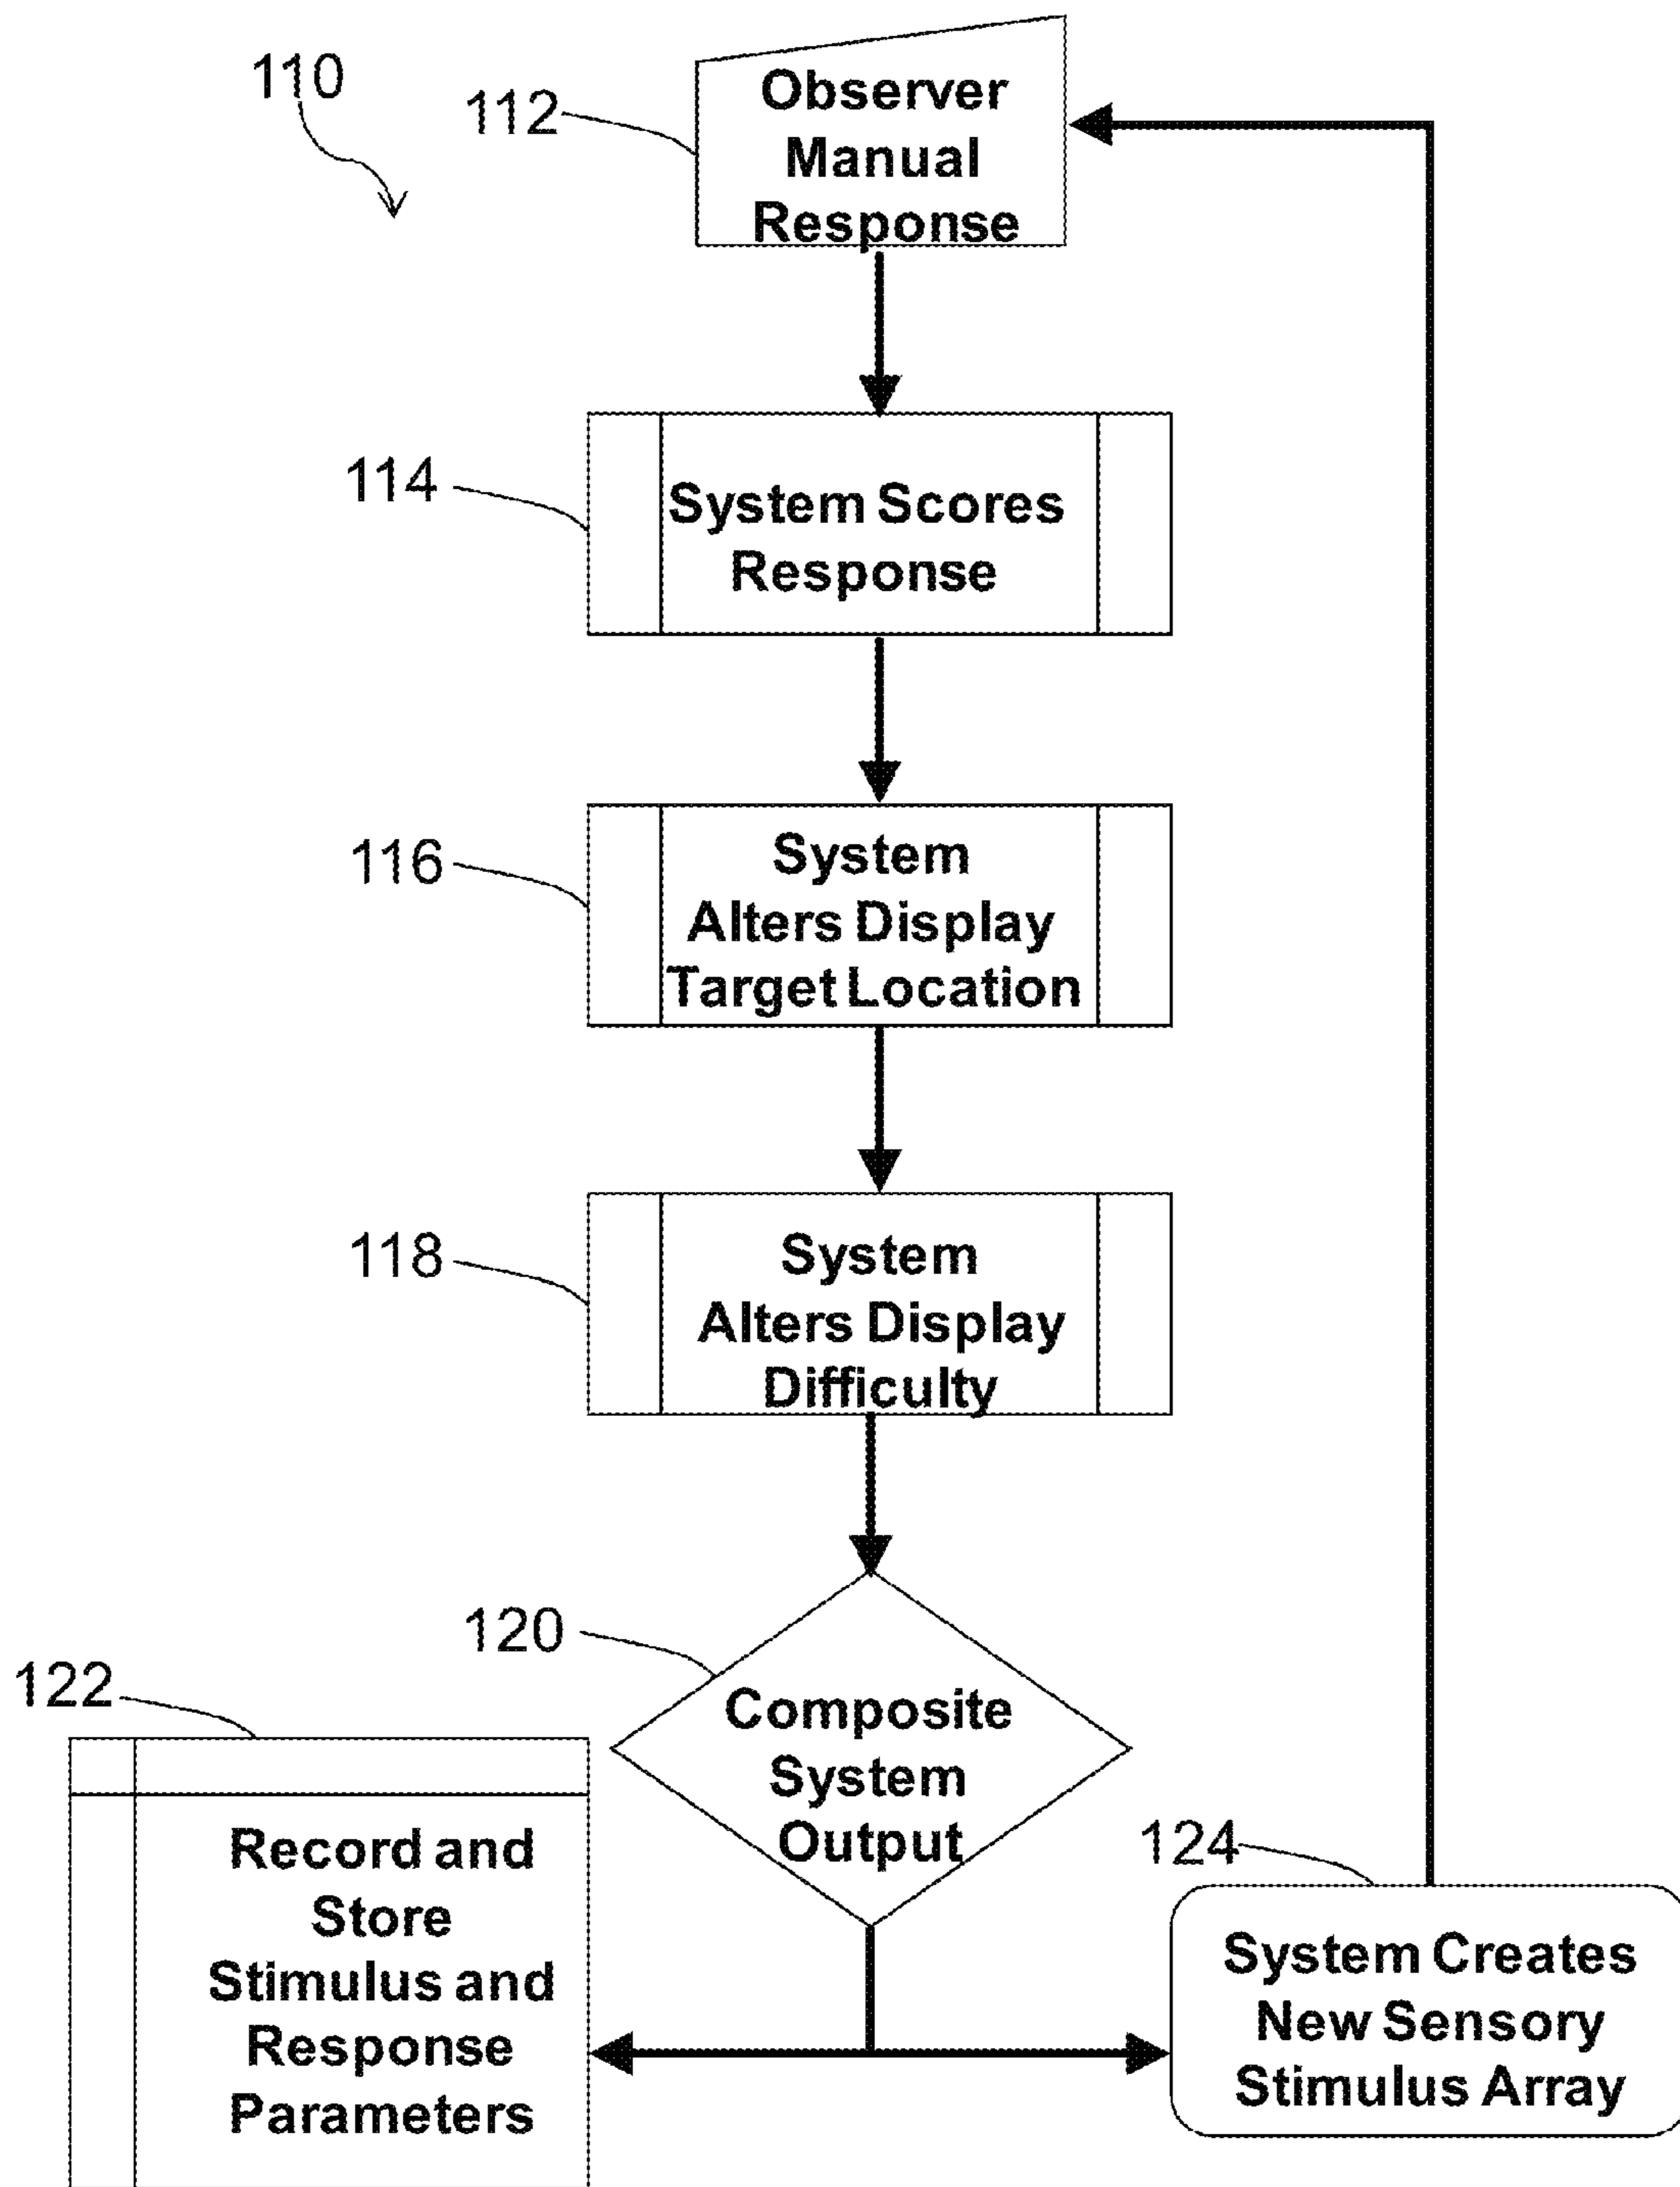 110
112
Observer
Manual
Response
114
System Scores
Response
116
System
Alters Display
Target Location
118
System
Alters Display
Difficulty
120
Composite
System
Output
122
Record and
Store
Stimulus and
Response
Parameters
124
System Creates
New Sensory
Stimulus Array